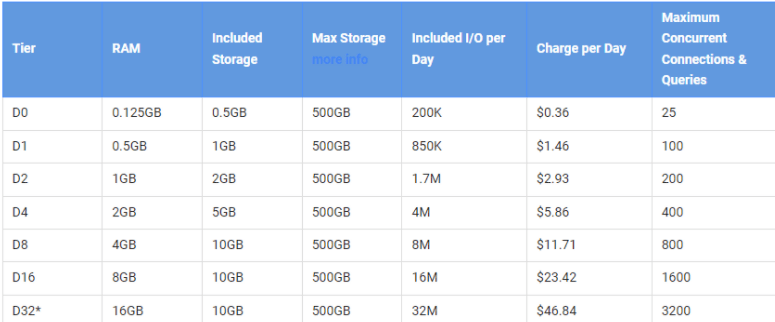 Tier RAM Included Storage Max Storage more info Included I/O per Day Charge per Day Maximum Concurrent Connections & Queries
D0 0.125GB 0.5GB 500GB 200K $0.36 25
D1 0.5GB 1GB 500GB 850K $1.46 100
D2 1GB 2GB 500GB 1.7M $2.93 200
D4 2GB 5GB 500GB 4M $5.86 400
D8 4GB 10GB 500GB 8M $11.71 800
D16 8GB 10GB 500GB 16M $23.42 1600
D32* 16GB 10GB 500GB 32M $46.84 3200